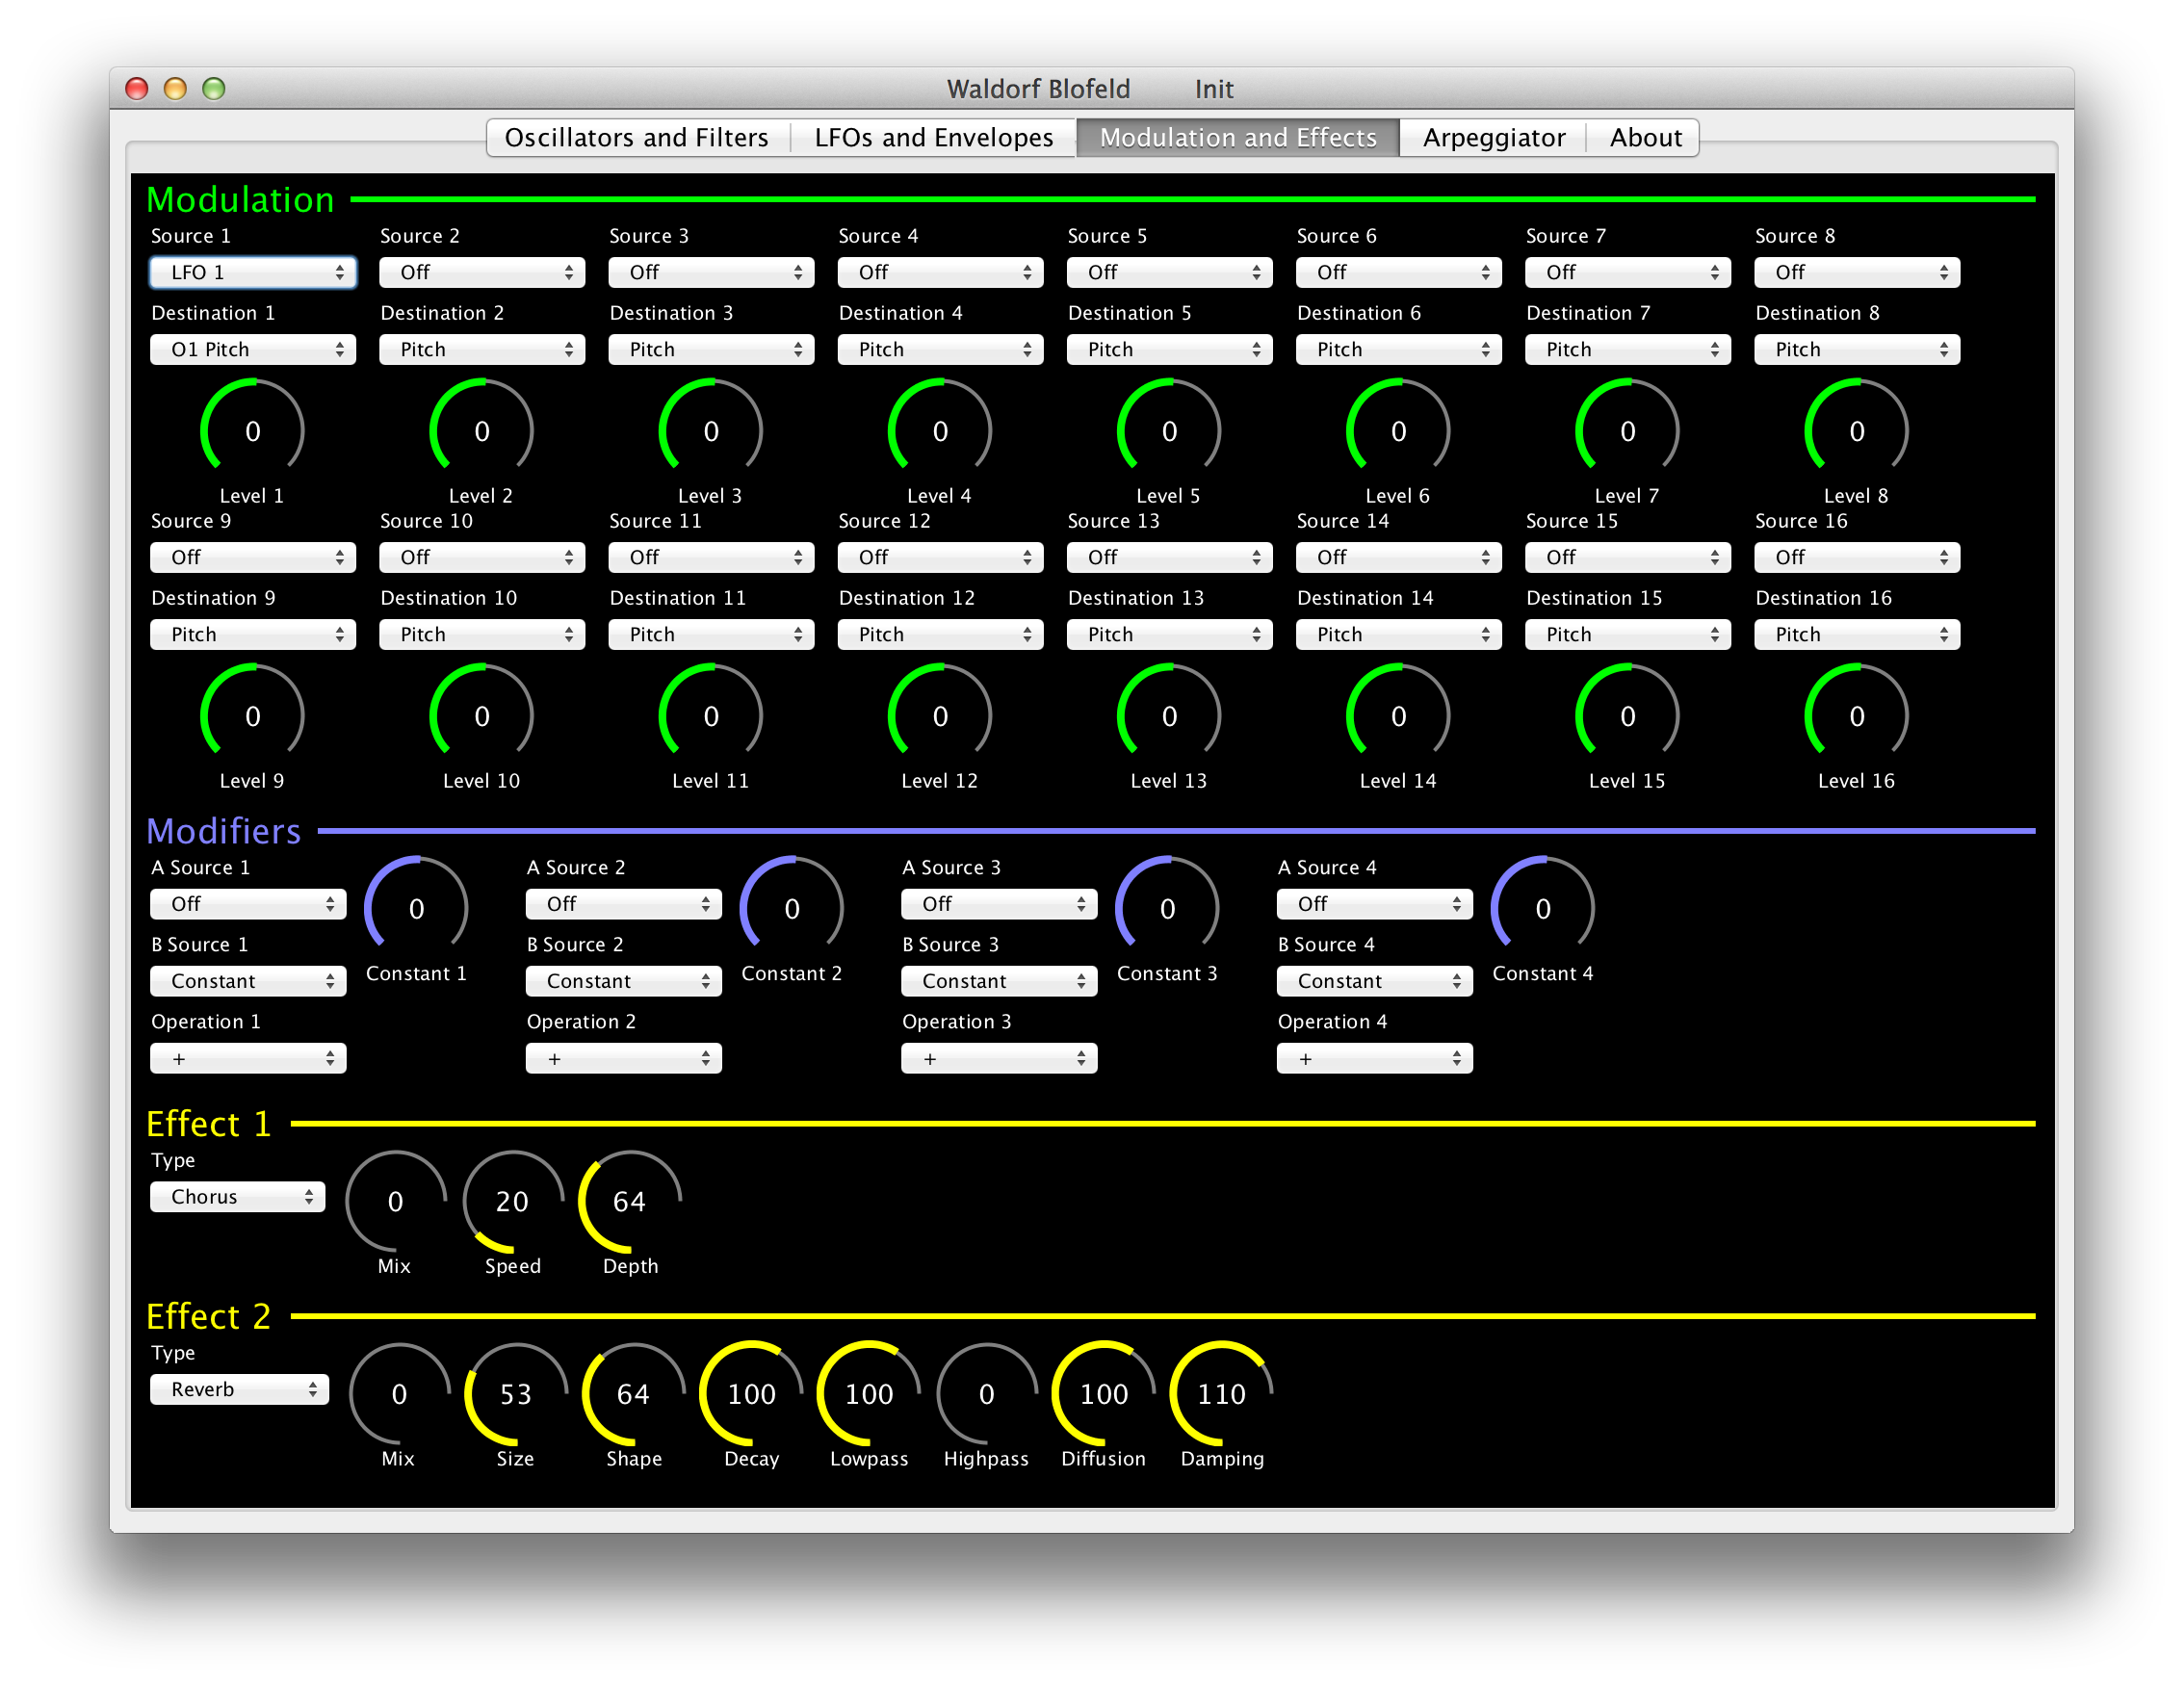 Waldorf Blofeld Init
Oscillators and Filters LFOs and Envelopes Modulation and Effects Arpeggiator About
Modulation
Source 1 Source 2 Source 3 Source 4 Source 5 Source 6 Source 7 Source 8
LFO 1 Off Off Off Off Off Off Off
Destination 1 Destination 2 Destination 3 Destination 4 Destination 5 Destination 6 Destination 7 Destination 8
O1 Pitch Pitch Pitch Pitch Pitch Pitch Pitch Pitch
0 0 0 0 0 0 0 0
Level 1 Level 2 Level 3 Level 4 Level 5 Level 6 Level 7 Level 8
Source 9 Source 10 Source 11 Source 12 Source 13 Source 14 Source 15 Source 16
Off Off Off Off Off Off Off Off
Destination 9 Destination 10 Destination 11 Destination 12 Destination 13 Destination 14 Destination 15 Destination 16
Pitch Pitch Pitch Pitch Pitch Pitch Pitch Pitch
0 0 0 0 0 0 0 0
Level 9 Level 10 Level 11 Level 12 Level 13 Level 14 Level 15 Level 16
Modifiers
A Source 1 A Source 2 A Source 3 A Source 4
Off 0 Off 0 Off 0 Off 0
B Source 1 B Source 2 B Source 3 B Source 4
Constant Constant 1 Constant Constant 2 Constant Constant 3 Constant Constant 4
Operation 1 Operation 2 Operation 3 Operation 4
+ + + +
Effect 1
Type
Chorus 0 20 64
Mix Speed Depth
Effect 2
Type
Reverb 0 53 64 100 100 0 100 110
Mix Size Shape Decay Lowpass Highpass Diffusion Damping